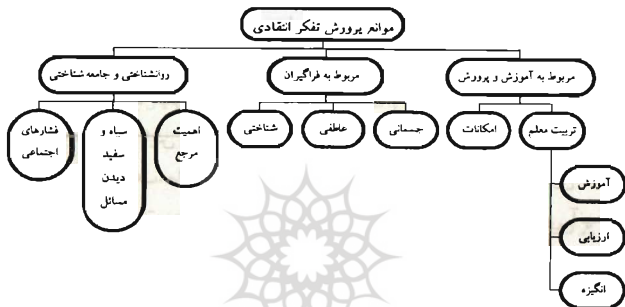 موانع پرورش تفکر انتقادی
مربوط به آموزش و پرورش
مربوط به فراگیران
روانشناختی و جامعه شناختی
تربیت معلم
امکانات
جسمانی
عاطفی
شناختی
اهمیت
مرجع
سیاه و
سفید
دیدن
مسائل
فشارهای
اجتماعی
آموزش
ارزیابی
انگیزه